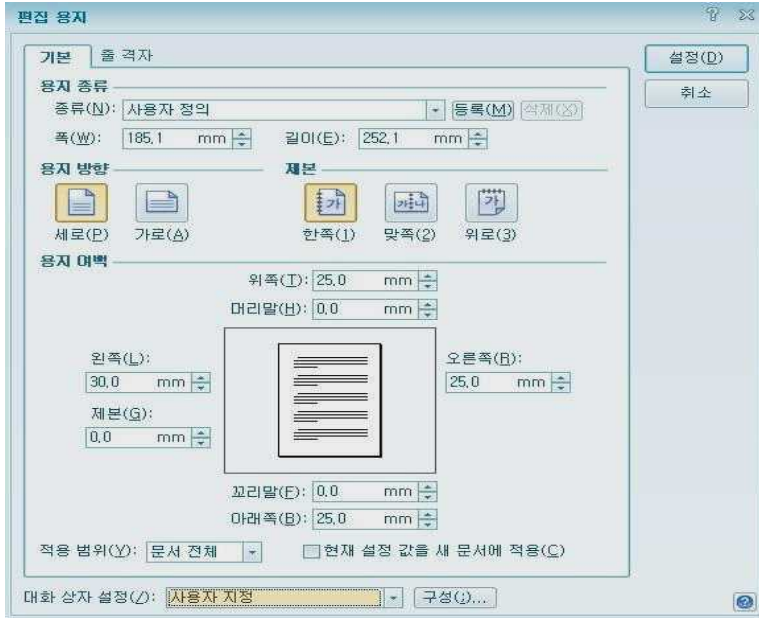 편집 용지
기본 줄 격자
설정(D)
취소
용지 종류
종류(N): 사용자 정의 등록(M) 삭제(X)
폭(W): 185.1 mm 길이(E): 252.1 mm
용지 방향 제본
가 가 나 가
세로(P) 가로(A) 한쪽(1) 맞쪽(2) 위로(3)
용지 여백
위쪽(T): 25.0 mm
머리말(H): 0.0 mm
왼쪽(L): 오른쪽(R):
30.0 mm 25.0 mm
제본(G):
0.0 mm
꼬리말(F): 0.0 mm
아래쪽(B): 25.0 mm
적용 범위(Y): 문서 전체 현재 설정 값을 새 문서에 적용(C)
대화 상자 설정(/): 사용자 지정 구성(;)...